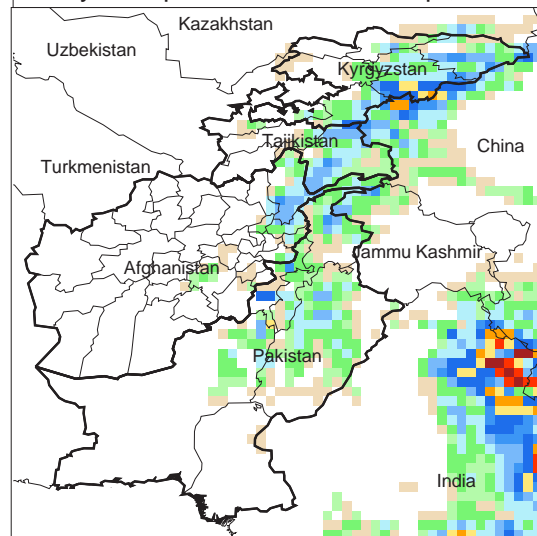 Kazakhstan
Uzbekistan
Kyrgyzstan
Tajikistan
China
Turkmenistan
Jammu Kashmir
Afghanistan
Pakistan
India